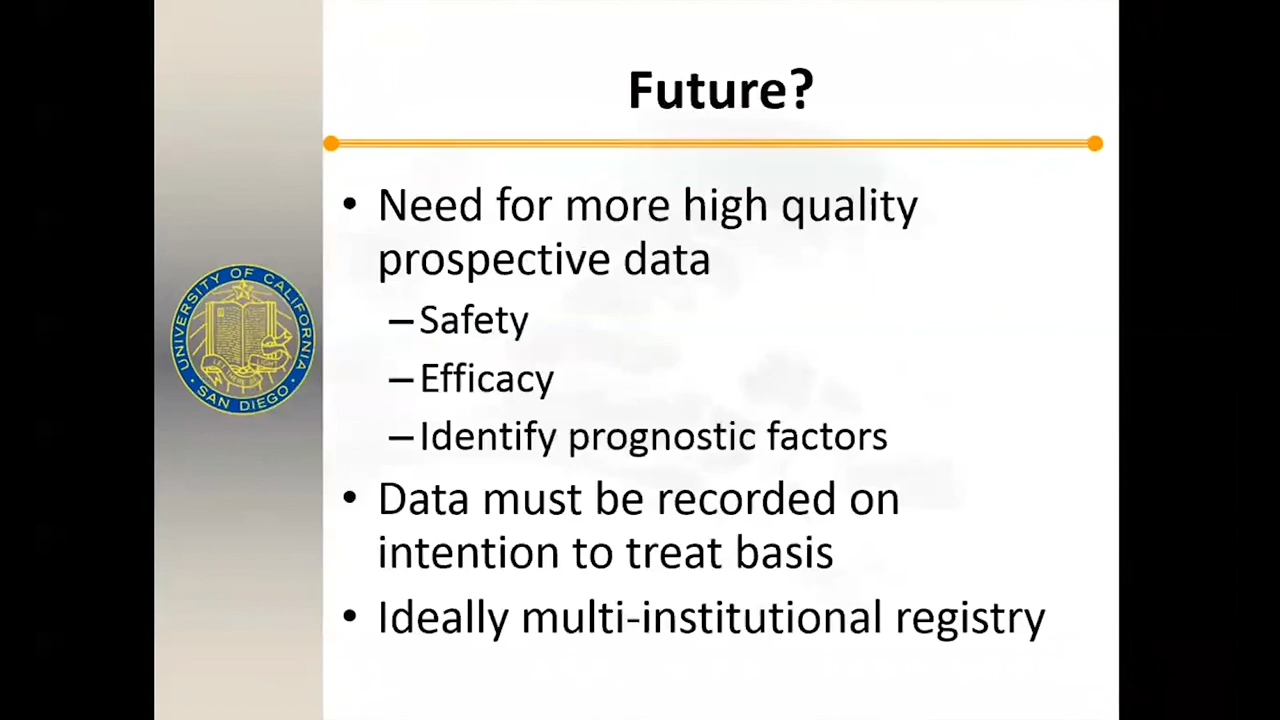 Future?
• Need for more high quality
prospective data
–Safety
–Efficacy
–Identify prognostic factors
• Data must be recorded on
intention to treat basis
• Ideally multi-institutional registry
UNIVERSITY OF CALIFORNIA
SAN DIEGO